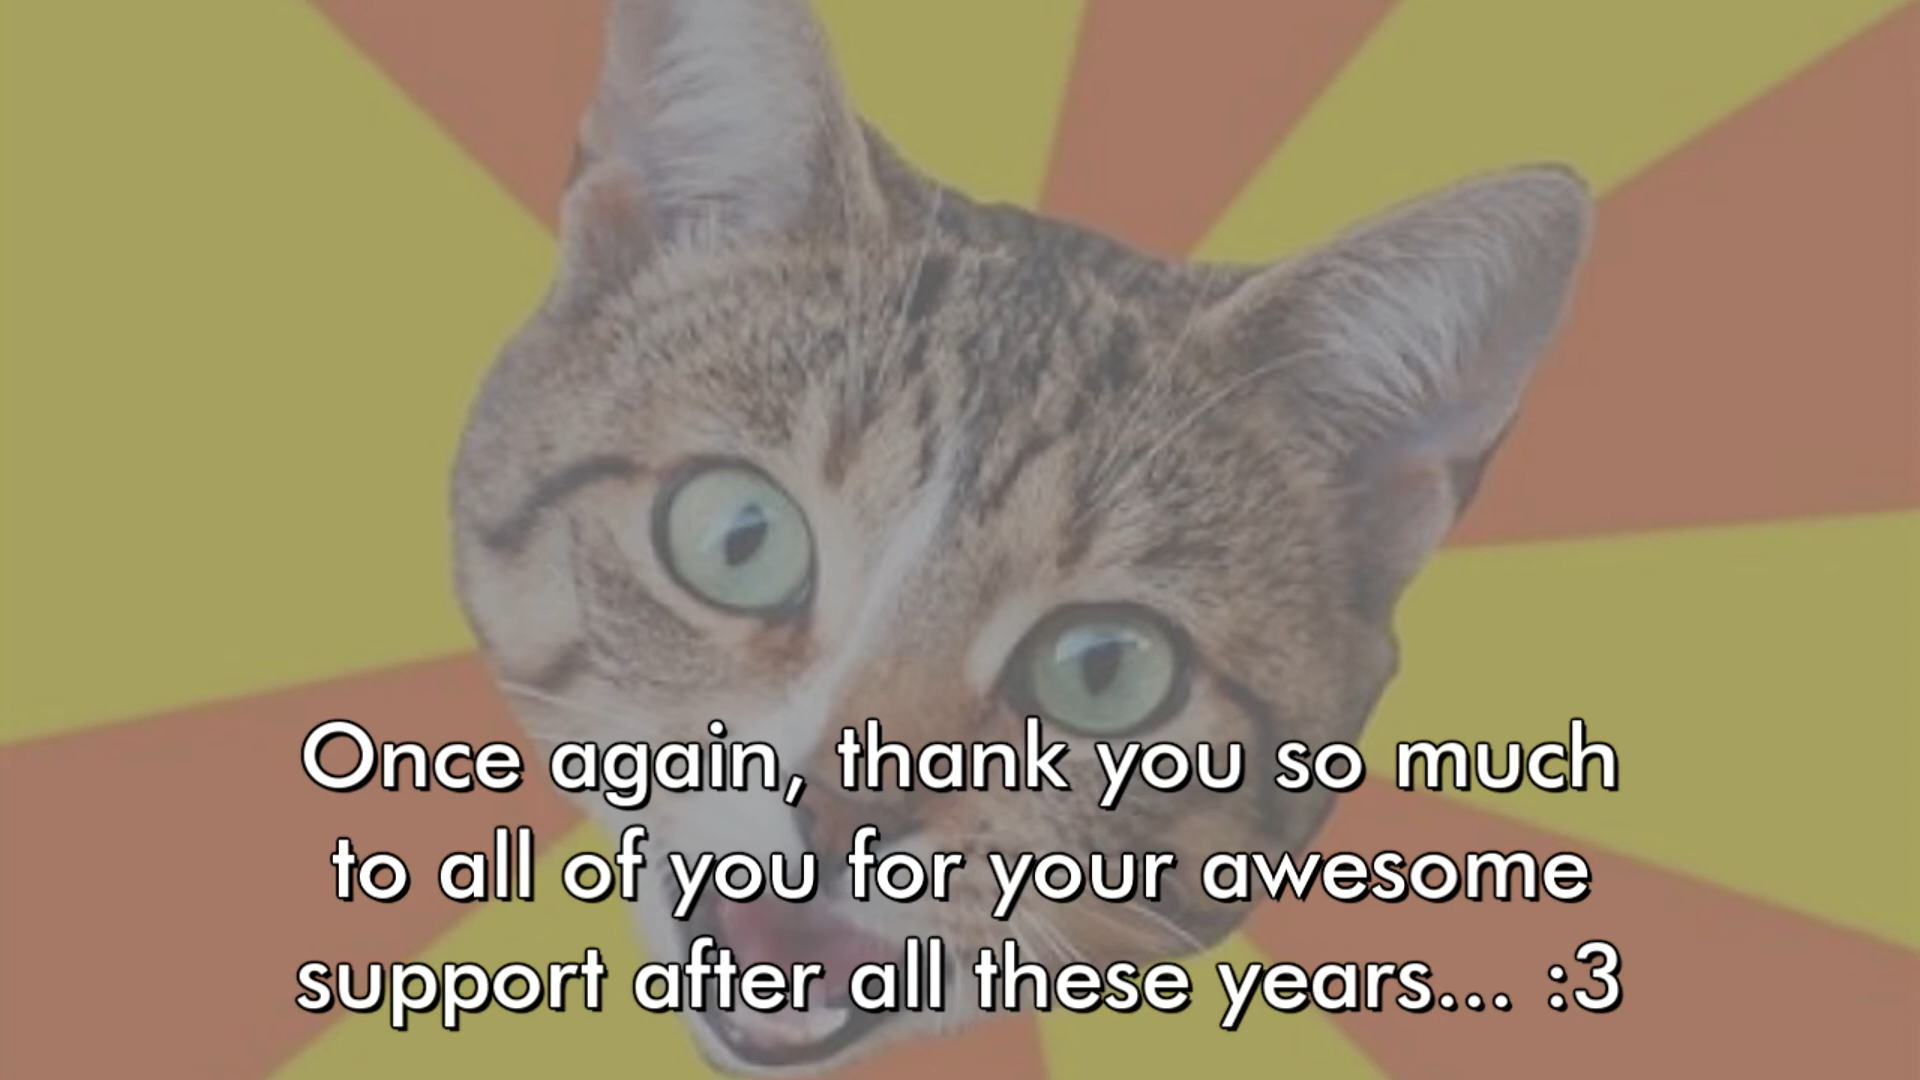 Once again, thank you so much
to all of you for your awesome
support after all these years... :3